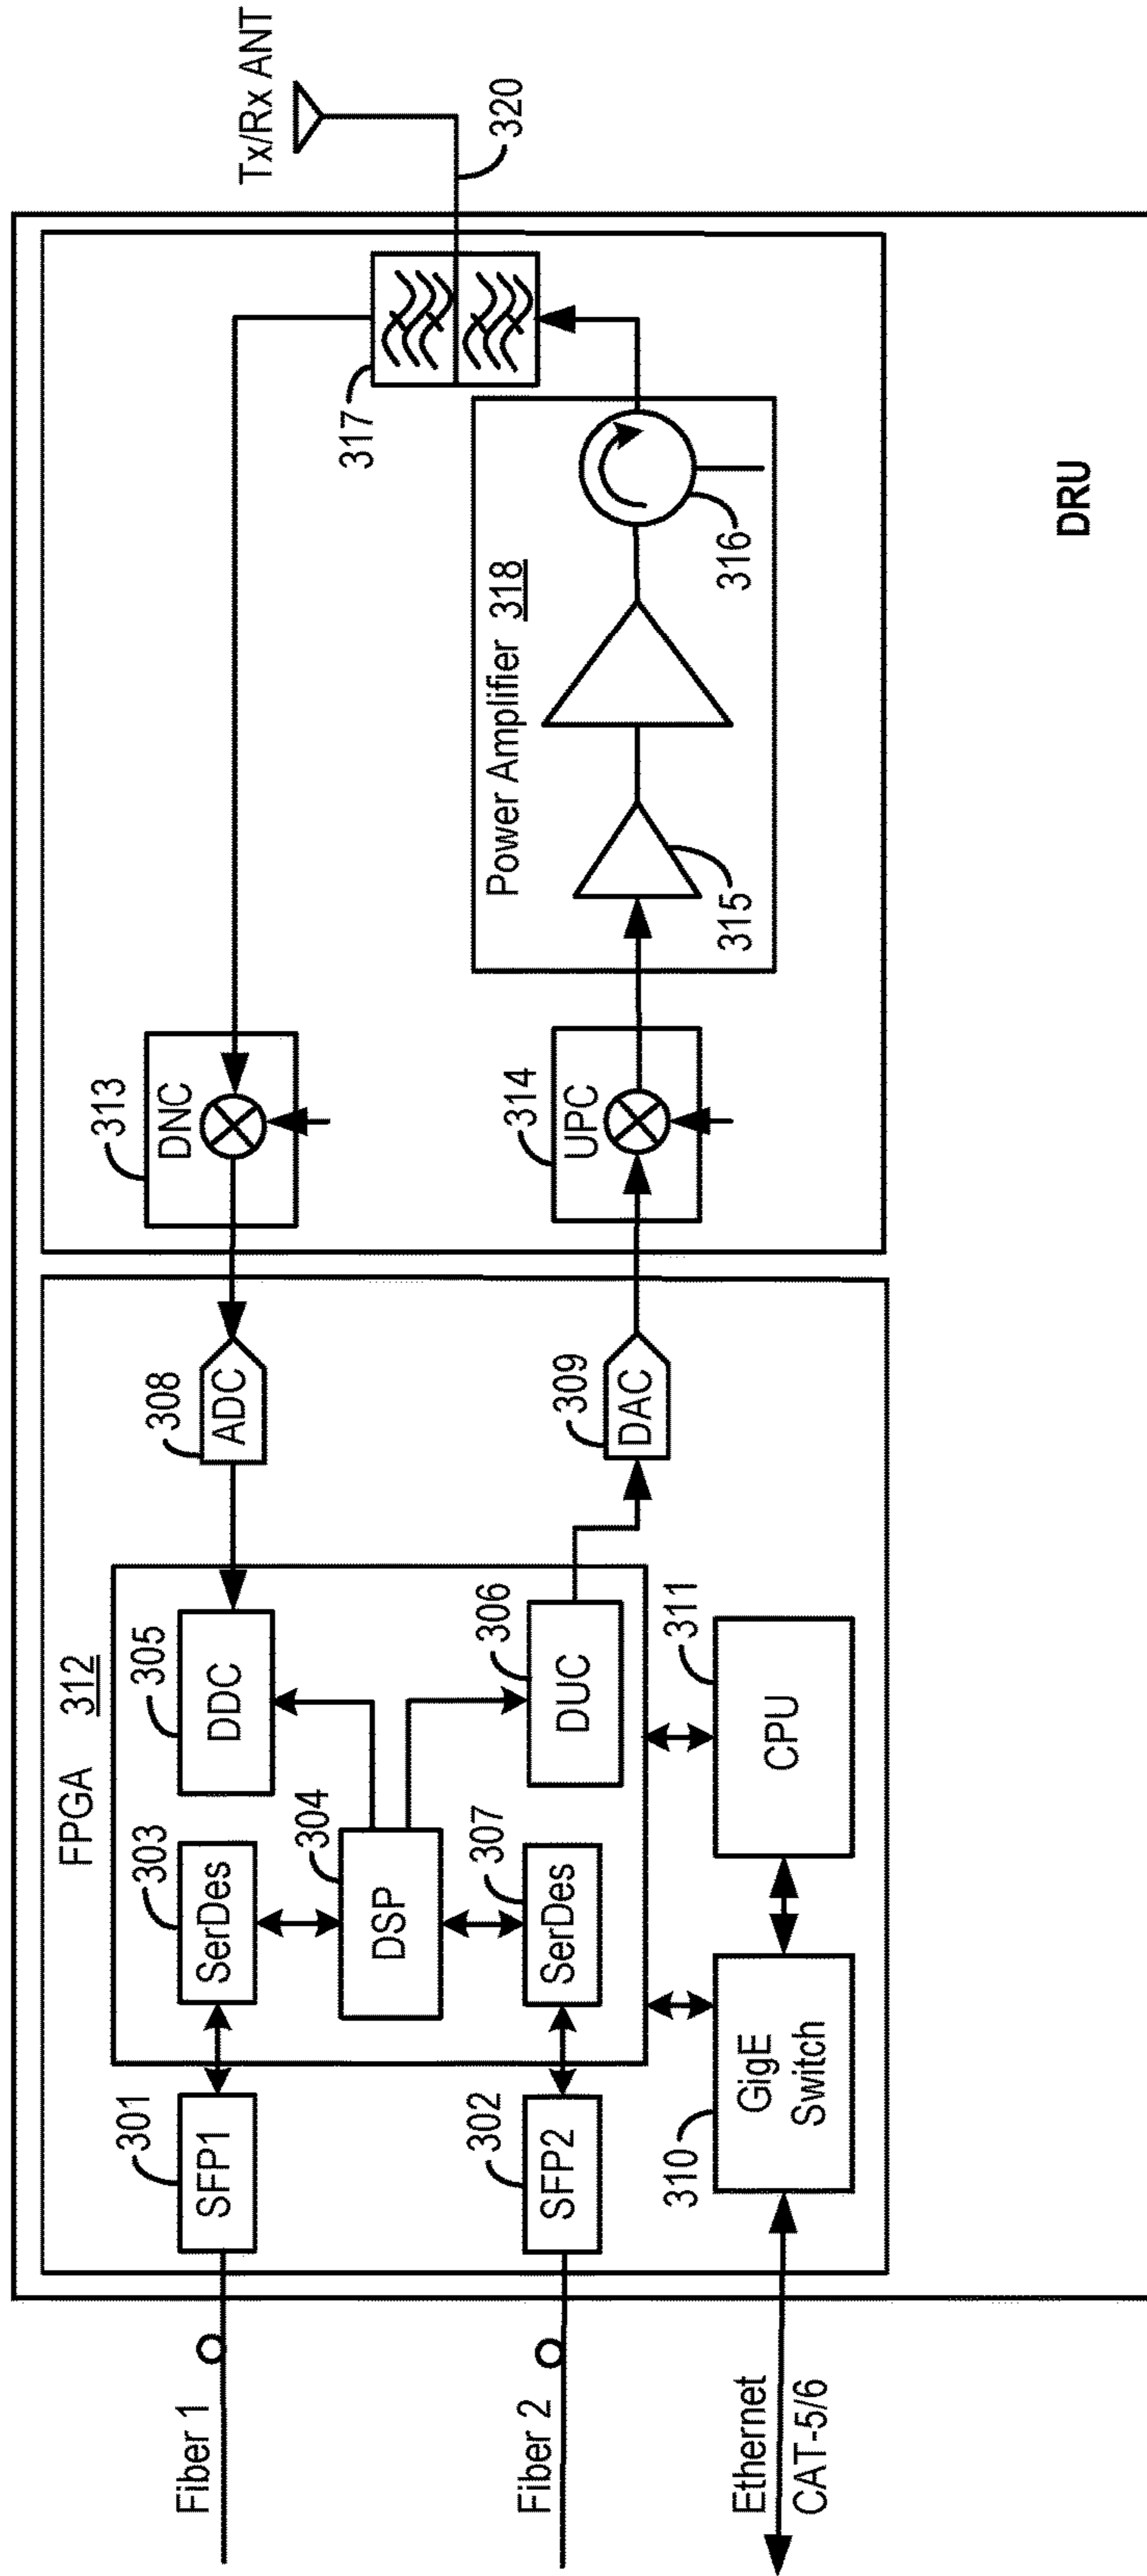 Fiber 1
301
SFP1
303
SerDes
FPGA 312
305
DDC
308
ADC
313
DNC
304
DSP
317
Tx/Rx ANT
320
Fiber 2
302
SFP2
307
SerDes
306
DUC
309
DAC
314
UPC
Power Amplifier 318
315
316
Ethernet
CAT-5/6
310
GigE
Switch
311
CPU
DRU